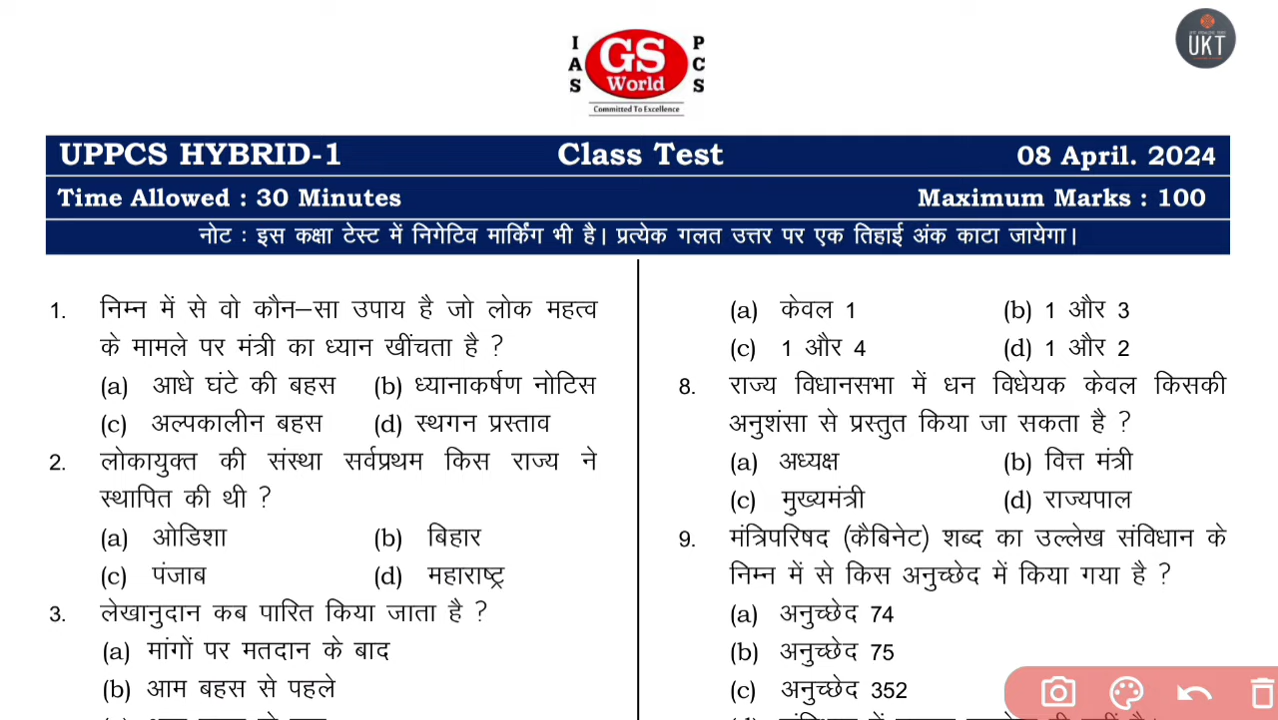 I A S
GS
World
P C S
Committed To Excellence
UKT
UPPCS HYBRID-1 Class Test 08 April. 2024
Time Allowed : 30 Minutes Maximum Marks : 100
नोट : इस कक्षा टेस्ट में निगेटिव मार्किंग भी है। प्रत्येक गलत उत्तर पर एक तिहाई अंक काटा जायेगा।
1. निम्न में से वो कौन–सा उपाय है जो लोक महत्व
के मामले पर मंत्री का ध्यान खींचता है ?
(a) आधे घंटे की बहस (b) ध्यानाकर्षण नोटिस
(c) अल्पकालीन बहस (d) स्थगन प्रस्ताव
2. लोकायुक्त की संस्था सर्वप्रथम किस राज्य ने
स्थापित की थी ?
(a) ओडिशा (b) बिहार
(c) पंजाब (d) महाराष्ट्र
3. लेखानुदान कब पारित किया जाता है ?
(a) मांगों पर मतदान के बाद
(b) आम बहस से पहले
(a) केवल 1 (b) 1 और 3
(c) 1 और 4 (d) 1 और 2
8. राज्य विधानसभा में धन विधेयक केवल किसकी
अनुशंसा से प्रस्तुत किया जा सकता है ?
(a) अध्यक्ष (b) वित्त मंत्री
(c) मुख्यमंत्री (d) राज्यपाल
9. मंत्रिपरिषद (कैबिनेट) शब्द का उल्लेख संविधान के
निम्न में से किस अनुच्छेद में किया गया है ?
(a) अनुच्छेद 74
(b) अनुच्छेद 75
(c) अनुच्छेद 352